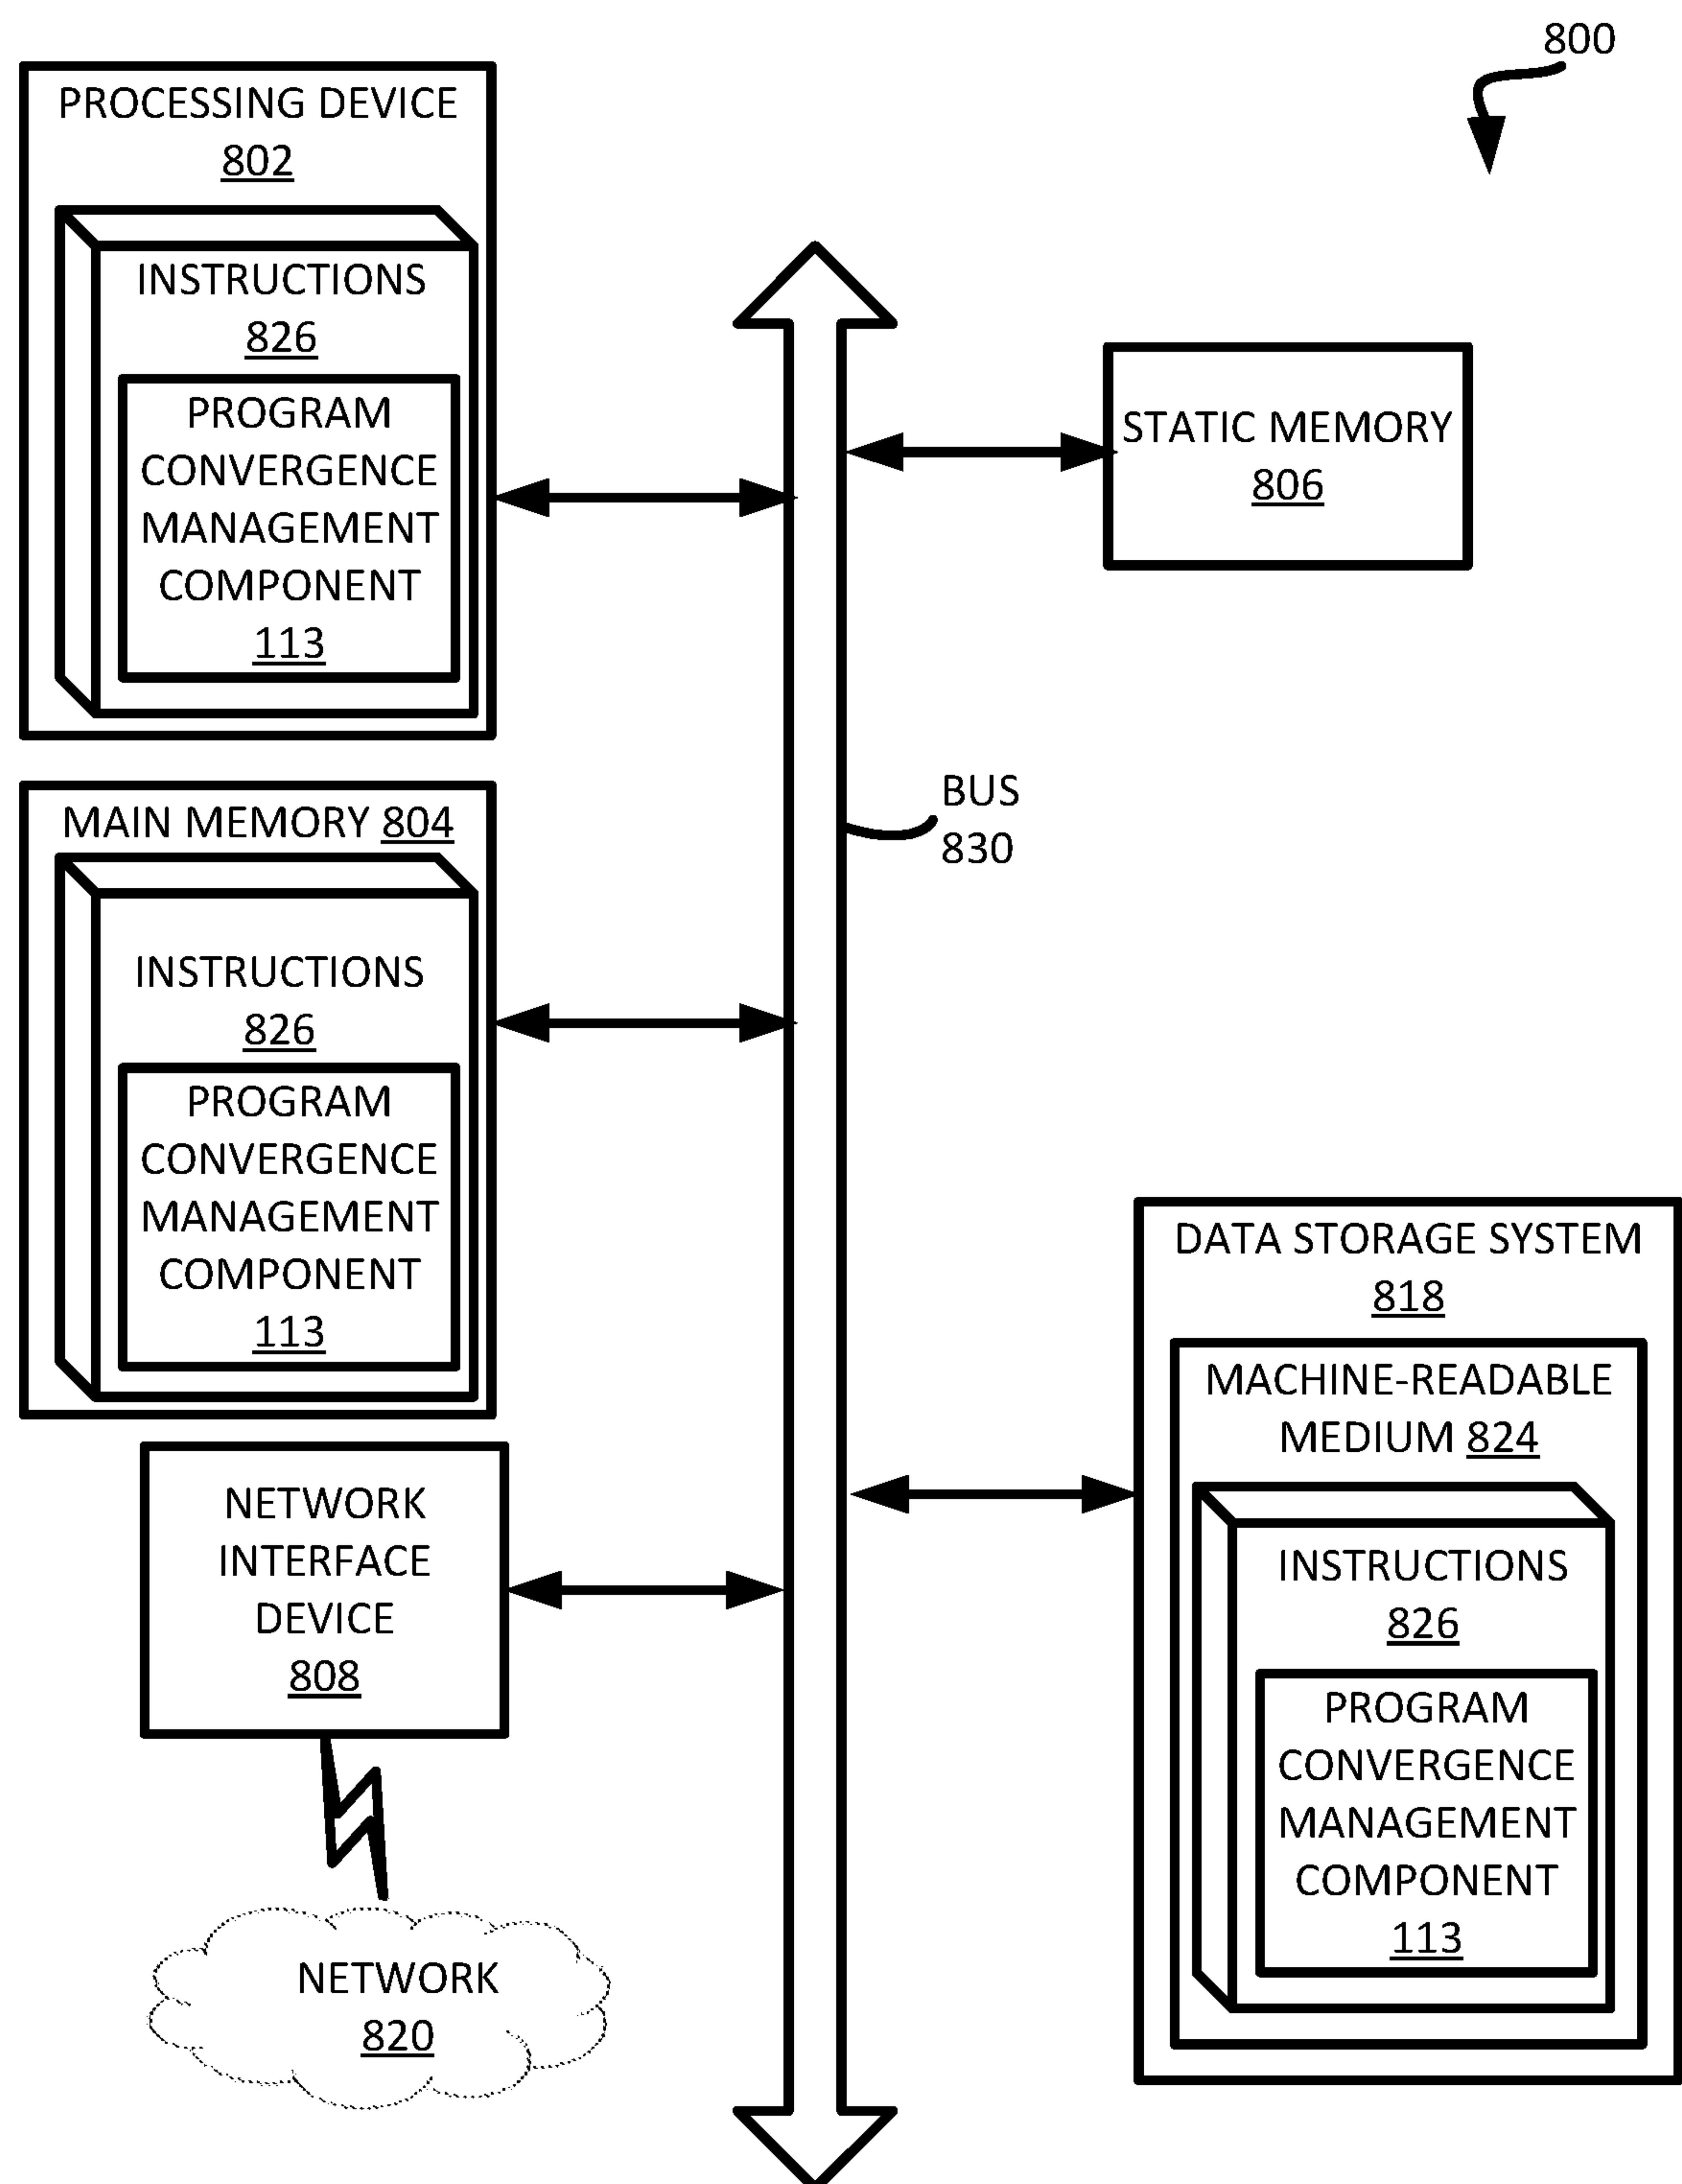 800
PROCESSING DEVICE
802
INSTRUCTIONS
826
PROGRAM
CONVERGENCE
MANAGEMENT
COMPONENT
113
STATIC MEMORY
806
BUS
830
MAIN MEMORY 804
INSTRUCTIONS
826
PROGRAM
CONVERGENCE
MANAGEMENT
COMPONENT
113
DATA STORAGE SYSTEM
818
MACHINE-READABLE
MEDIUM 824
INSTRUCTIONS
826
PROGRAM
CONVERGENCE
MANAGEMENT
COMPONENT
113
NETWORK
INTERFACE
DEVICE
808
NETWORK
820